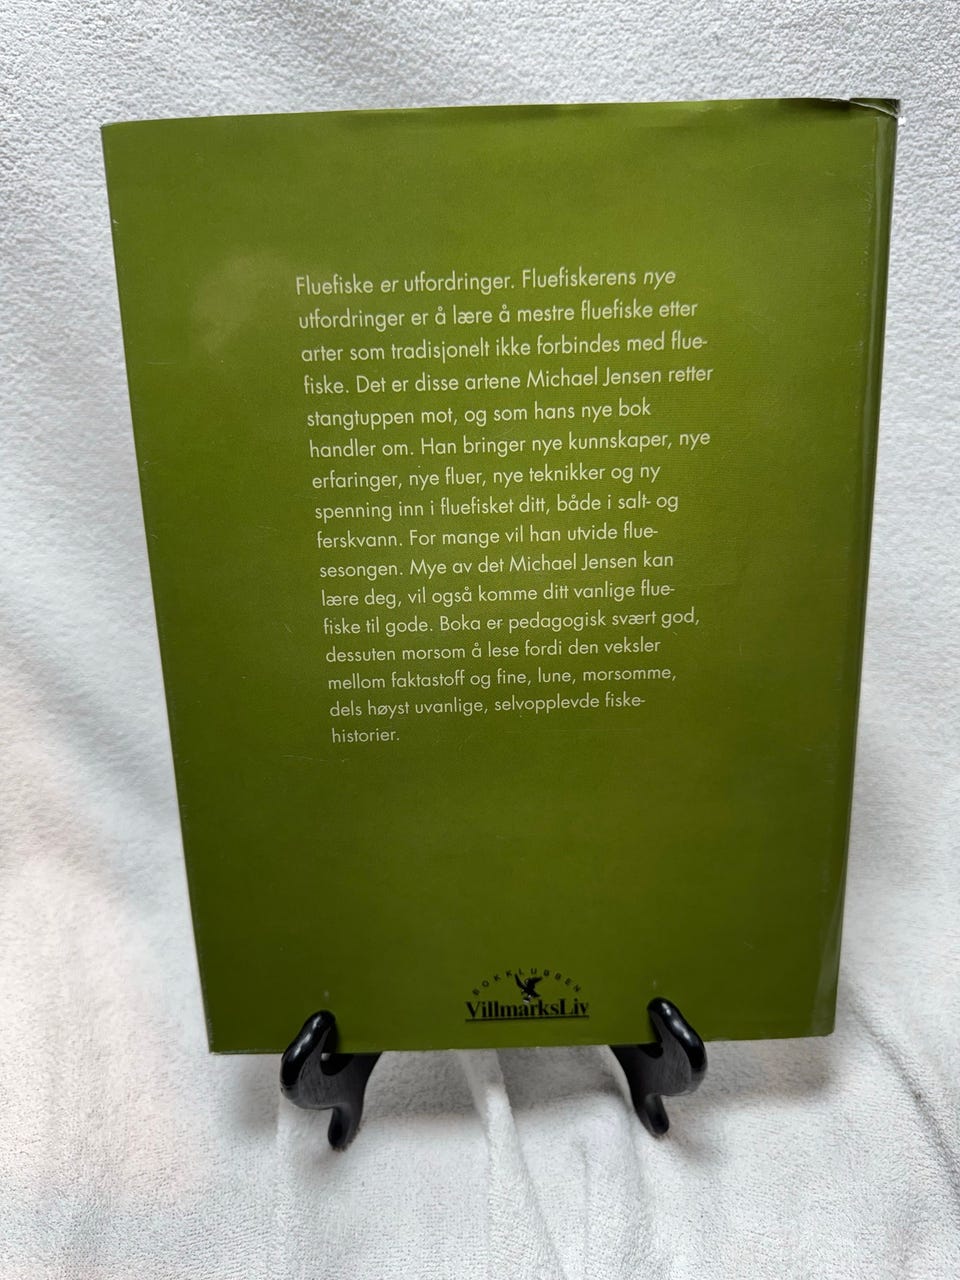 Fluefiske er utfordringer. Fluefiskerens nye
utfordringer er å lære å mestre fluefiske etter
arter som tradisjonelt ikke forbindes med flue-
fiske. Det er disse artene Michael Jensen retter
stangtuppen mot, og som hans nye bok
handler om. Han bringer nye kunnskaper, nye
erfaringer, nye fluer, nye teknikker og ny
spenning inn i fluefisket ditt, både i salt- og
ferskvann. For mange vil han utvide flue-
sesongen. Mye av det Michael Jensen kan
lære deg, vil også komme ditt vanlige flue-
fiske til gode. Boka er pedagogisk svært god,
dessuten morsom å lese fordi den veksler
mellom faktastoff og fine, lune, morsomme,
dels høyst uvanlige, selvopplevde fiske-
historier.
BOKKLUBBEN
VillmarksLiv